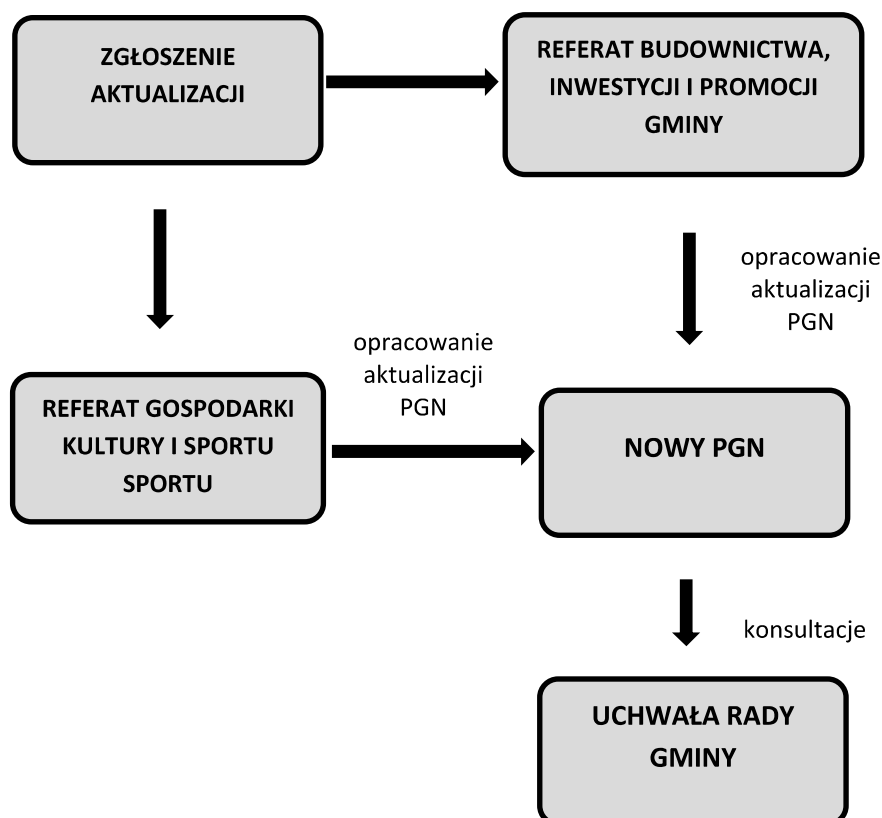 ZGŁOSZENIE
AKTUALIZACJI
REFERAT BUDOWNICTWA,
INWESTYCJI I PROMOCJI
GMINY
opracowanie
aktualizacji
PGN
opracowanie
aktualizacji
PGN
REFERAT GOSPODARKI
KULTURY I SPORTU
SPORTU
NOWY PGN
konsultacje
UCHWAŁA RADY
GMINY